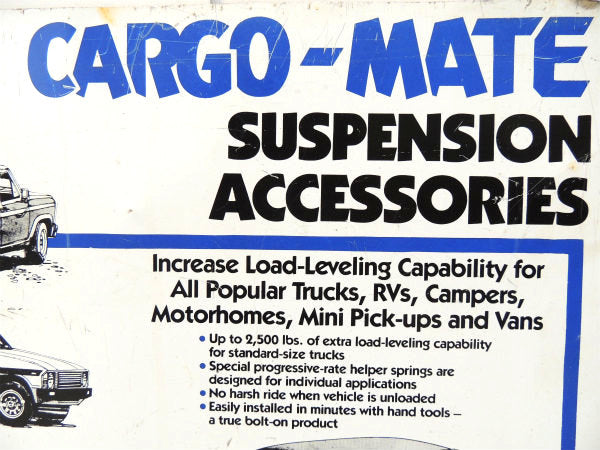 CARGO-MATE
SUSPENSION
ACCESSORIES
Increase Load-Leveling Capability for
All Popular Trucks, RVs, Campers,
Motorhomes, Mini Pick-ups and Vans
• Up to 2,500 lbs. of extra load-leveling capability
for standard-size trucks
• Special progressive-rate helper springs are
designed for individual applications
• No harsh ride when vehicle is unloaded
• Easily installed in minutes with hand tools –
a true bolt-on product